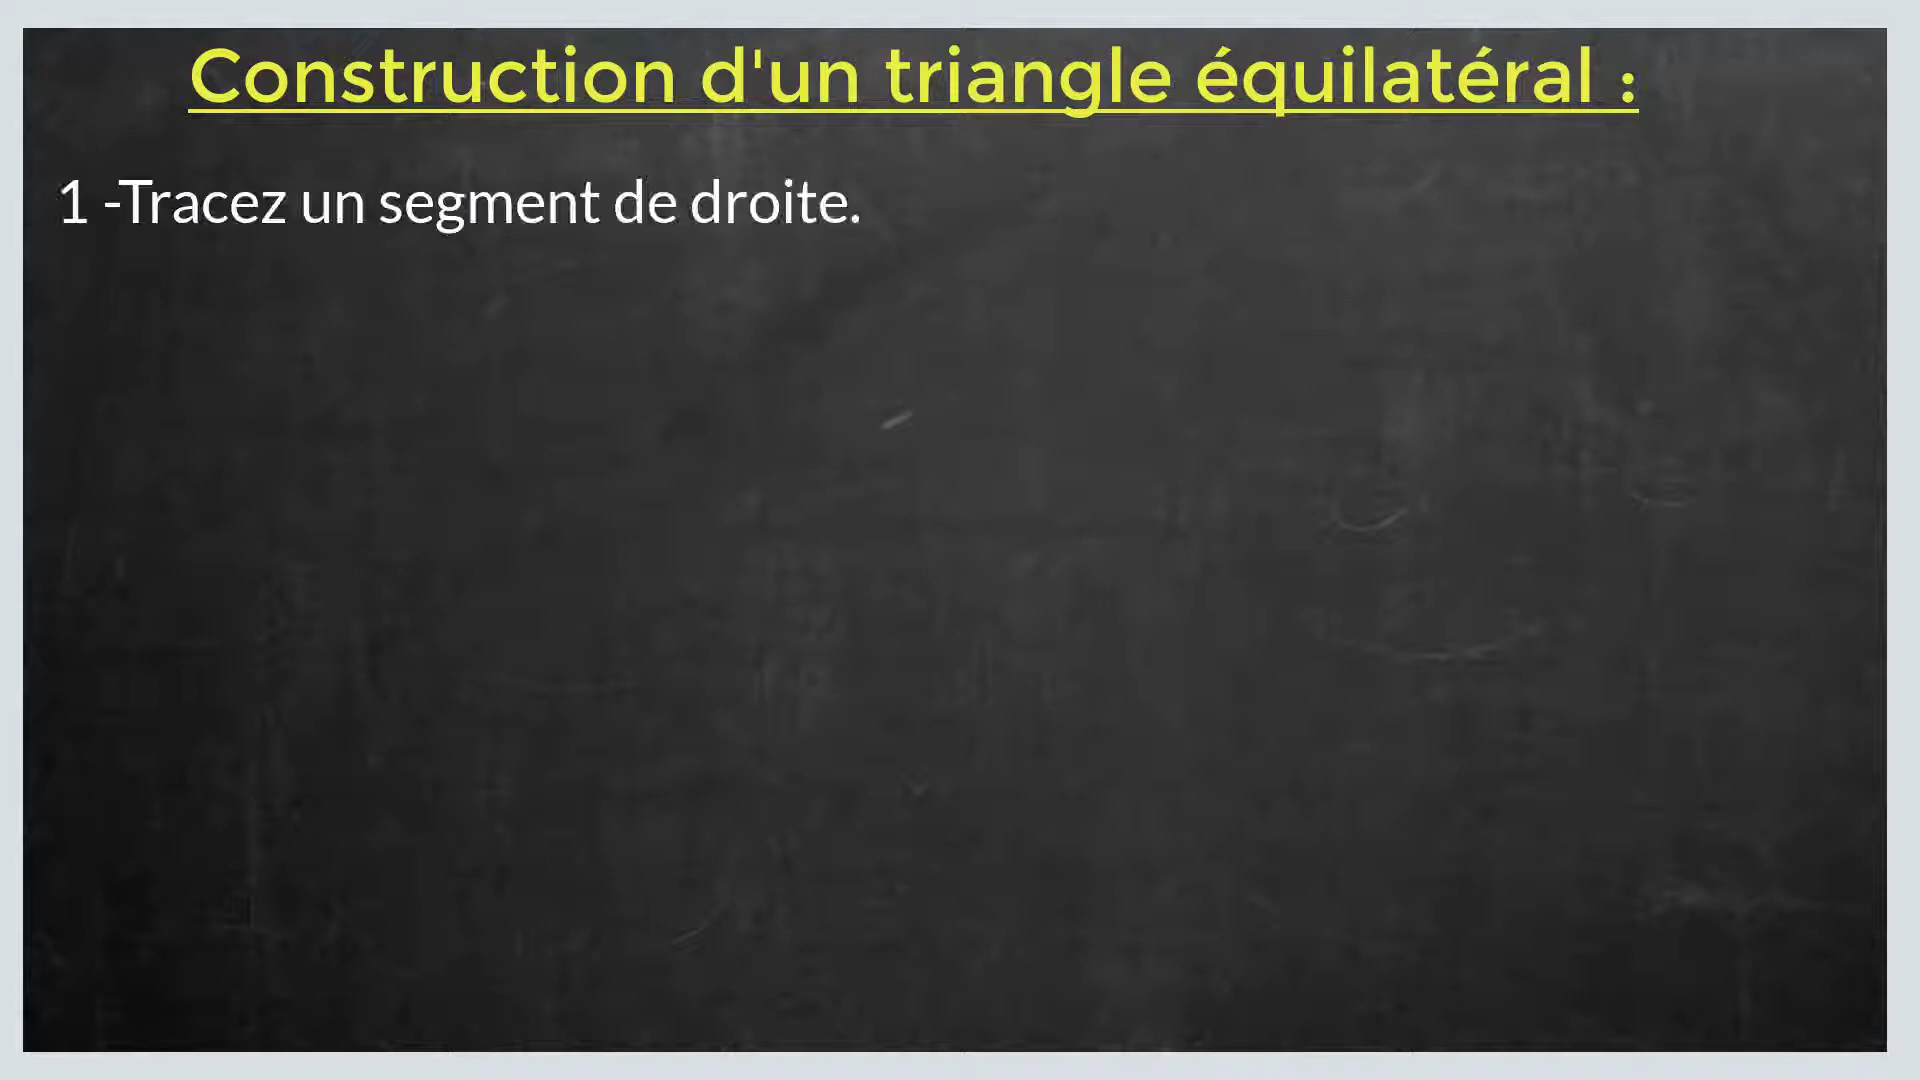 Construction d'un triangle équilatéral :
1 -Tracez un segment de droite.